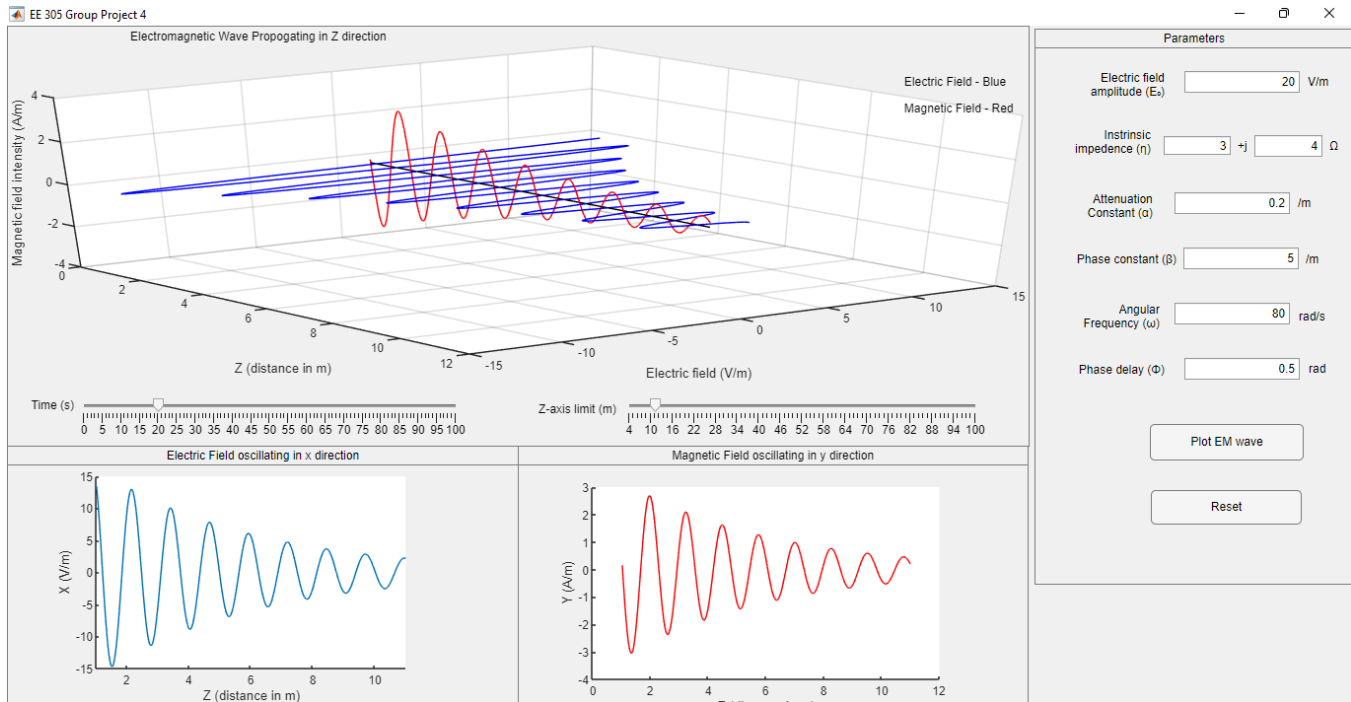 EE 305 Group Project 4
Electromagnetic Wave Propogating in Z direction
Electric Field - Blue
Magnetic Field - Red
Magnetic field intensity (A/m)
4
2
0
-2
-4
0
2
4
6
8
10
12
Z (distance in m)
-15
-10
-5
0
5
10
15
Electric field (V/m)
Time (s)
0 5 10 15 20 25 30 35 40 45 50 55 60 65 70 75 80 85 90 95 100
Z-axis limit (m)
4 10 16 22 28 34 40 46 52 58 64 70 76 82 88 94 100
Parameters
Electric field
amplitude (E₀)
20 V/m
Instrinsic
impedence (η)
3 +j 4 Ω
Attenuation
Constant (α)
0.2 /m
Phase constant (β) 5 /m
Angular
Frequency (ω)
80 rad/s
Phase delay (Φ) 0.5 rad
Plot EM wave
Reset
Electric Field oscillating in x direction
X (V/m)
15
10
5
0
-5
-10
-15
2 4 6 8 10
Z (distance in m)
Magnetic Field oscillating in y direction
Y (A/m)
3
2
1
0
-1
-2
-3
-4
0 2 4 6 8 10 12